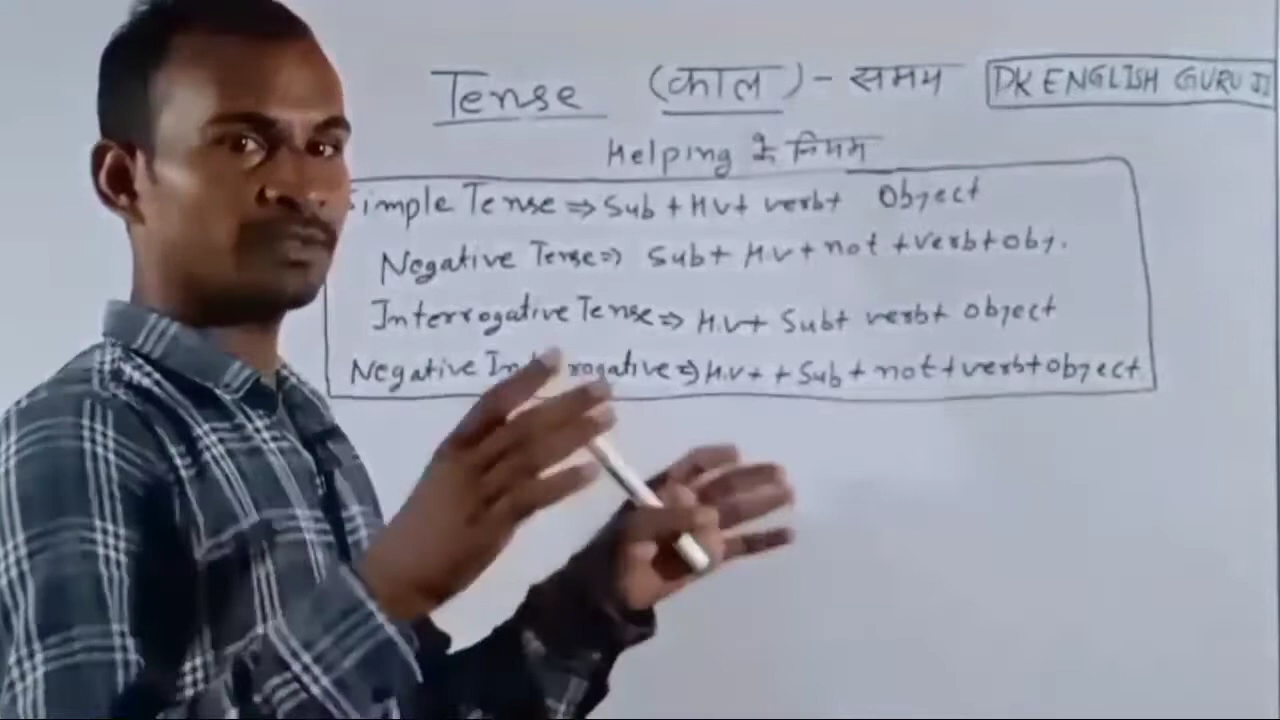 Tense (काल) - समय DK ENGLISH GURU JI
Helping के नियम
Simple Tense ⇒ Sub + H.V + verb + Object
Negative Tense ⇒ Sub + H.V + not + verb + obj.
Interrogative Tense ⇒ H.V + Sub + verb + Object
Negative Interrogative ⇒ H.V + + Sub + not + verb + object